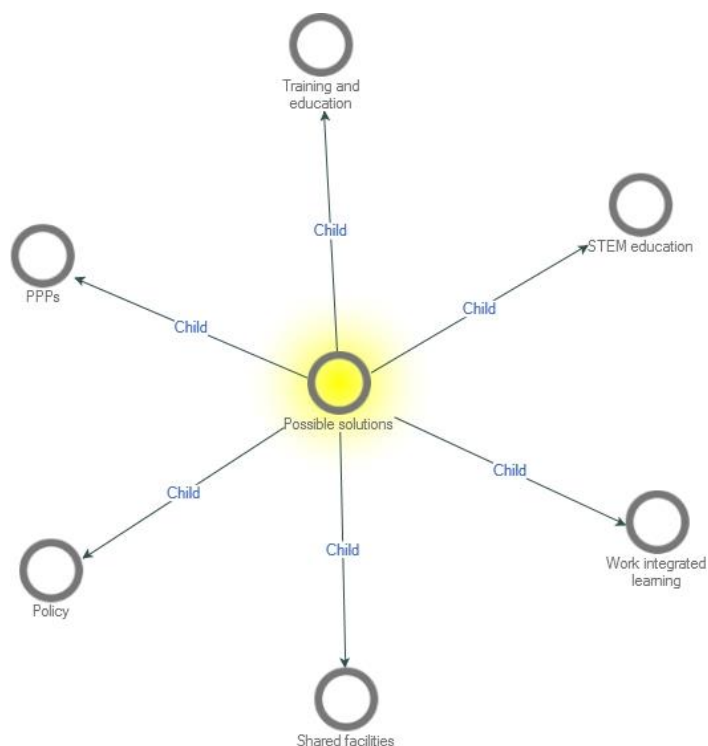 Training and
education
Child
STEM education
PPPs
Child
Child
Possible solutions
Child
Child
Child
Work integrated
learning
Policy
Shared facilities